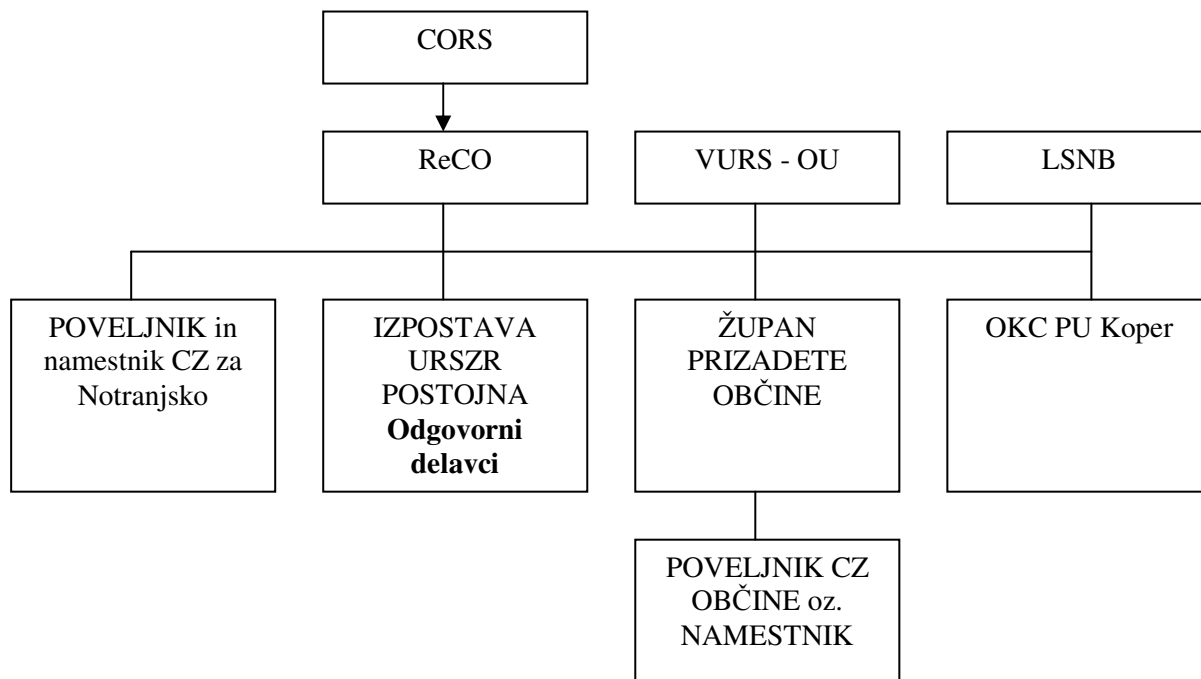 CORS
ReCO
VURS - OU
LSNB
POVELJNIK in
namestnik CZ za
Notranjsko
IZPOSTAVA
URSZR
POSTOJNA
Odgovorni
delavci
ŽUPAN
PRIZADETE
OBČINE
OKC PU Koper
POVELJNIK CZ
OBČINE oz.
NAMESTNIK